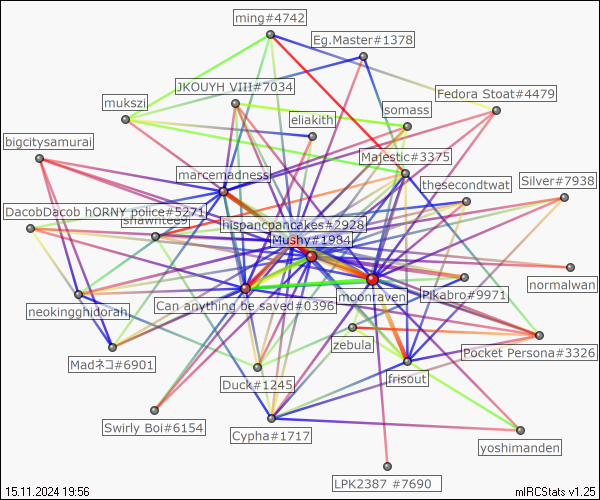 ming#4742
Eg.Master#1378
JKOUYH VIII#7034
Fedora Stoat#4479
mukszi
somass
eliakith
bigcitysamurai
Majestic#3375
marcemadness
thesecondtwat
Silver#7938
DacobDacob hORNY police#5271
shawntee9
hispancpancakes#2928
Mushy#1984
normalwan
moonraven
Pikabro#9971
Can anything be saved#0396
neokingghidorah
zebula
Pocket Persona#3326
Madネコ#6901
Duck#1245
frisout
Swirly Boi#6154
Cypha#1717
yoshimanden
LPK2387 #7690
15.11.2024 19:56
mIRCStats v1.25